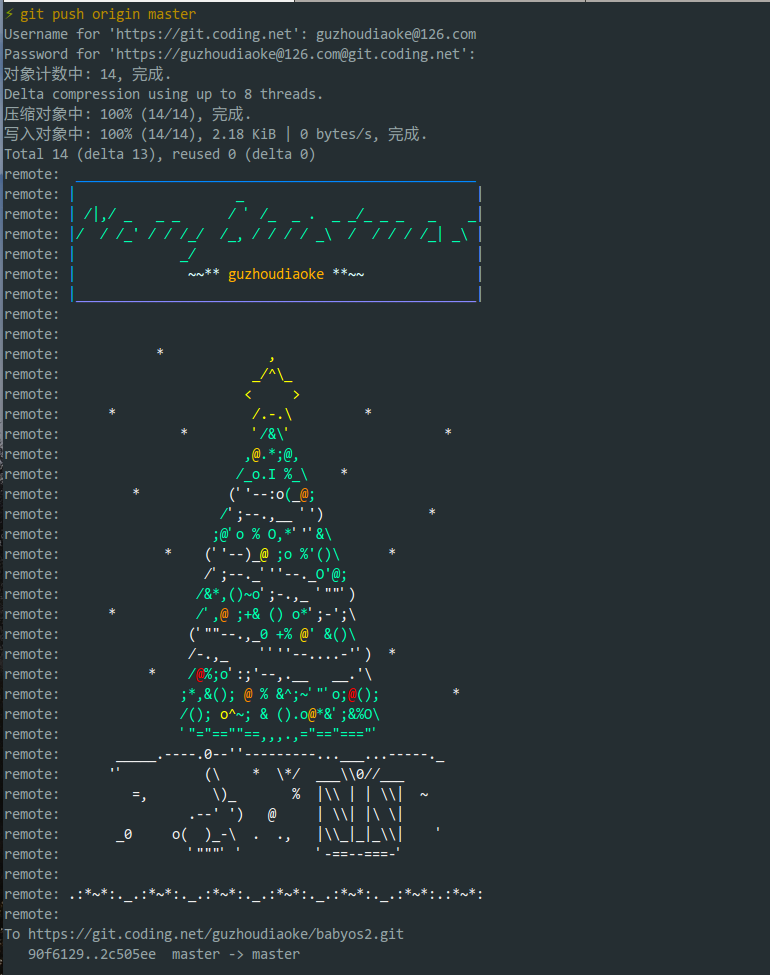 ⚡ git push origin master
Username for 'https://git.coding.net': guzhoudiaoke@126.com
Password for 'https://guzhoudiaoke@126.com@git.coding.net':
对象计数中: 14, 完成.
Delta compression using up to 8 threads.
压缩对象中: 100% (14/14), 完成.
写入对象中: 100% (14/14), 2.18 KiB | 0 bytes/s, 完成.
Total 14 (delta 13), reused 0 (delta 0)
remote:  __________________________________________________
remote: |                    _                             |
remote: | /|,/ _   _ _      / ' /_  _ .  _ _/_ _ _   _    _|
remote: |/  / /_' / / /_/  /_, / / / / _\  /  / / / /_| _\ |
remote: |             _/                                   |
remote: |              ~~** guzhoudiaoke **~~              |
remote: |__________________________________________________|
remote:
remote:
remote:            *             ,
remote:                        _/^\_
remote:                       <     >
remote:      *                 /.-.\         *
remote:               *        '/&\'                   *
remote:                       ,@.*;@,
remote:                      /_o.I %_\    *
remote:         *           (''--:o(_@;
remote:                    /';--.,__ '')             *
remote:                   ;@'o % O,*'''&\
remote:             *    (''--)_@ ;o %'()\      *
remote:                  /';--._''''--._O'@;
remote:                 /&*,()~o';-.,_ '""')
remote:      *          /',@ ;+& () o*';-';\
remote:                (`""--.,_0 +% @' &()\
remote:                /-.,_    ''''--....-'')  *
remote:           *    /@%;o':;'--,.__   __.'\
remote:               ;*,&(); @ % &^;~'"'o;@();         *
remote:               /(); o^~; & ().o@*&';&%O\
remote:               '"="==""==,,,.,="=="==="'
remote:       _____.----.0--''---------...___...-----._
remote:      ''          (\    *  \*/  ___\\0//___
remote:         =,        \)_       %  |\\ | | \\|  ~
remote:                .--' ')   @     | \\| |\ \|
remote:       _0     o(  )_-\  .  .,   |\\_|_|_\\|    '
remote:                '"""' '         '-==--===-'
remote:
remote: .:*~*:._.:*~*:._.:*~*:._.:*~*:._.:*~*:._.:*~*:.:*~*:
remote:
To https://git.coding.net/guzhoudiaoke/babyos2.git
   90f6129..2c505ee  master -> master